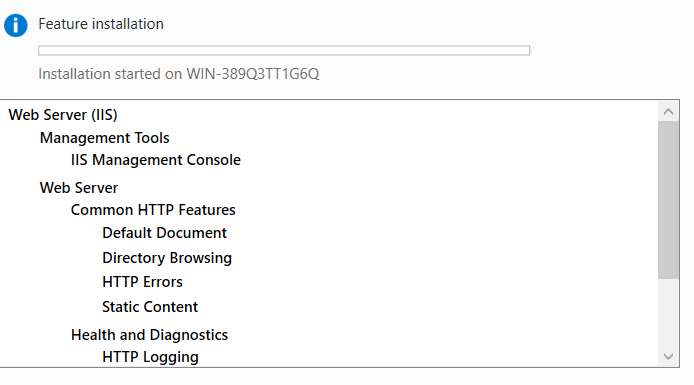 Feature installation
Installation started on WIN-389Q3TT1G6Q
Web Server (IIS)
Management Tools
IIS Management Console
Web Server
Common HTTP Features
Default Document
Directory Browsing
HTTP Errors
Static Content
Health and Diagnostics
HTTP Logging